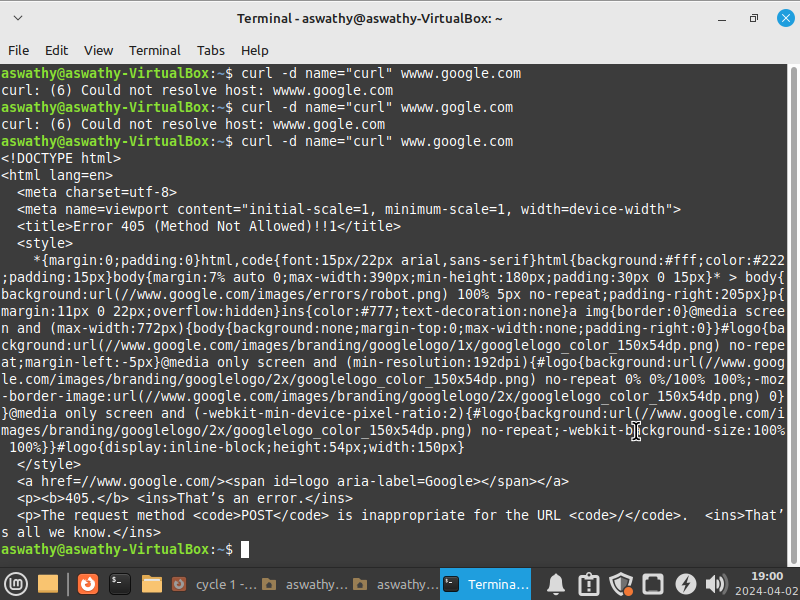 Terminal - aswathy@aswathy-VirtualBox: ~
File Edit View Terminal Tabs Help
aswathy@aswathy-VirtualBox:~$ curl -d name="curl" wwww.google.com
curl: (6) Could not resolve host: wwww.google.com
aswathy@aswathy-VirtualBox:~$ curl -d name="curl" wwww.gogle.com
curl: (6) Could not resolve host: wwww.gogle.com
aswathy@aswathy-VirtualBox:~$ curl -d name="curl" www.google.com
<!DOCTYPE html>
<html lang=en>
  <meta charset=utf-8>
  <meta name=viewport content="initial-scale=1, minimum-scale=1, width=device-width">
  <title>Error 405 (Method Not Allowed)!!1</title>
  <style>
    *{margin:0;padding:0}html,code{font:15px/22px arial,sans-serif}html{background:#fff;color:#222
;padding:15px}body{margin:7% auto 0;max-width:390px;min-height:180px;padding:30px 0 15px}* > body{
background:url(//www.google.com/images/errors/robot.png) 100% 5px no-repeat;padding-right:205px}p{
margin:11px 0 22px;overflow:hidden}ins{color:#777;text-decoration:none}a img{border:0}@media scree
n and (max-width:772px){body{background:none;margin-top:0;max-width:none;padding-right:0}}#logo{ba
ckground:url(//www.google.com/images/branding/googlelogo/1x/googlelogo_color_150x54dp.png) no-repe
at;margin-left:-5px}@media only screen and (min-resolution:192dpi){#logo{background:url(//www.goog
le.com/images/branding/googlelogo/2x/googlelogo_color_150x54dp.png) no-repeat 0% 0%/100% 100%;-moz
-border-image:url(//www.google.com/images/branding/googlelogo/2x/googlelogo_color_150x54dp.png) 0}
}@media only screen and (-webkit-min-device-pixel-ratio:2){#logo{background:url(//www.google.com/i
mages/branding/googlelogo/2x/googlelogo_color_150x54dp.png) no-repeat;-webkit-background-size:100%
 100%}}#logo{display:inline-block;height:54px;width:150px}
  </style>
  <a href=//www.google.com/><span id=logo aria-label=Google></span></a>
  <p><b>405.</b> <ins>That’s an error.</ins>
  <p>The request method <code>POST</code> is inappropriate for the URL <code>/</code>.  <ins>That’
s all we know.</ins>
aswathy@aswathy-VirtualBox:~$
cycle 1 -... aswathy... aswathy... Termina... 19:00
2024-04-02